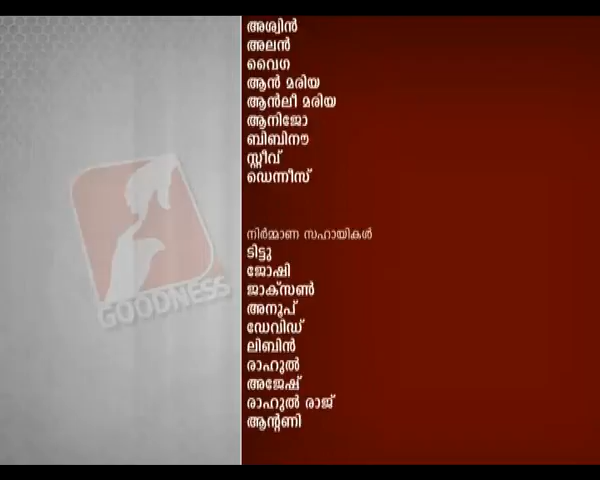 അശ്വിൻ
അലൻ
വൈഗ
ആൻ മരിയ
ആൻലീ മരിയ
ആനിജോ
ബിബിനൗ
സ്റ്റീവ്
ഡെന്നീസ്
നിർമ്മാണ സഹായികൾ
ടിട്ടു
ജോഷി
ജാക്സൺ
അനൂപ്
ഡേവിഡ്
ലിബിൻ
രാഹുൽ
അജേഷ്
രാഹുൽ രാജ്
ആന്റണി
GOODNESS